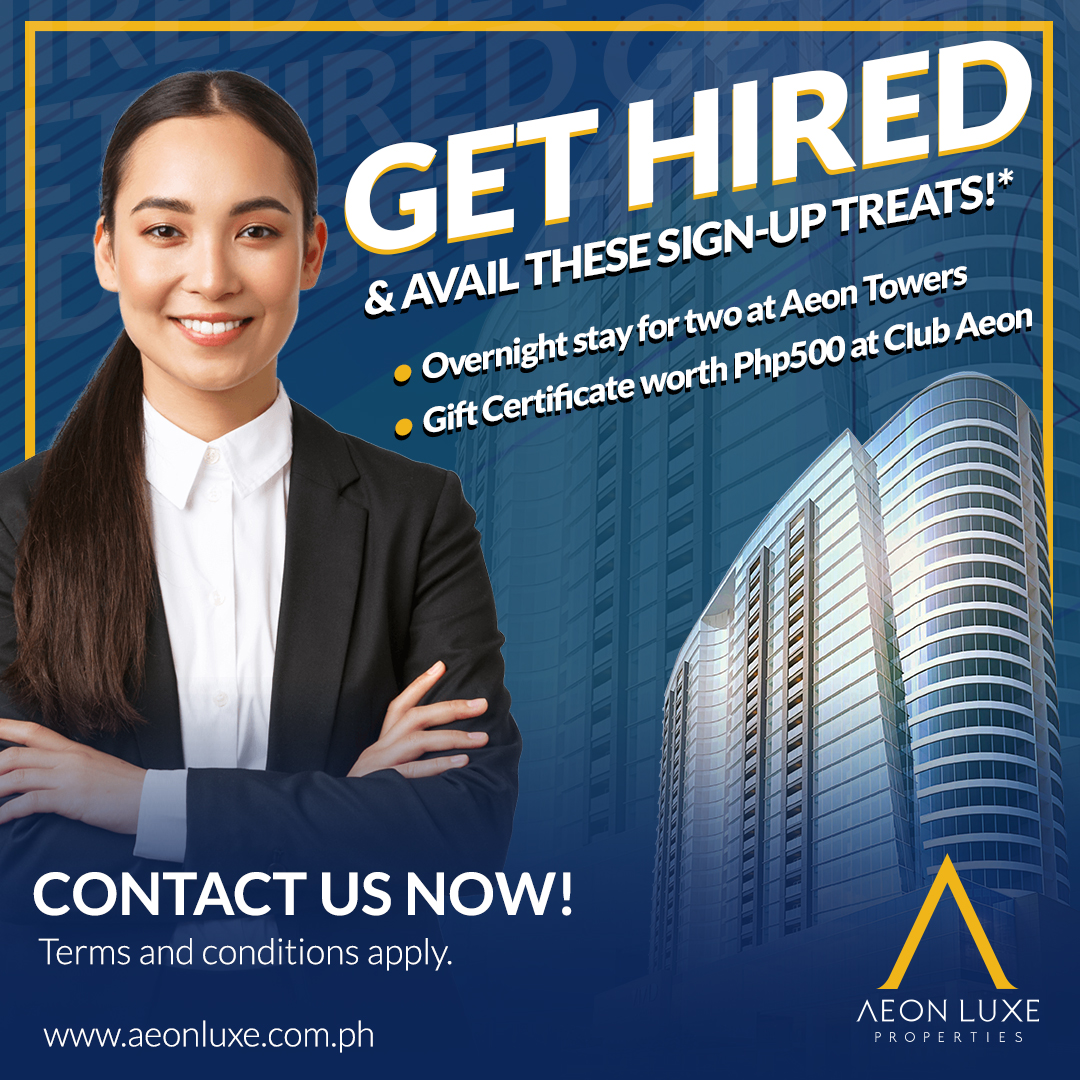 GET HIRED
& AVAIL THESE SIGN-UP TREATS!*
• Overnight stay for two at Aeon Towers
• Gift Certificate worth Php500 at Club Aeon
CONTACT US NOW!
Terms and conditions apply.
www.aeonluxe.com.ph
AEON LUXE
PROPERTIES